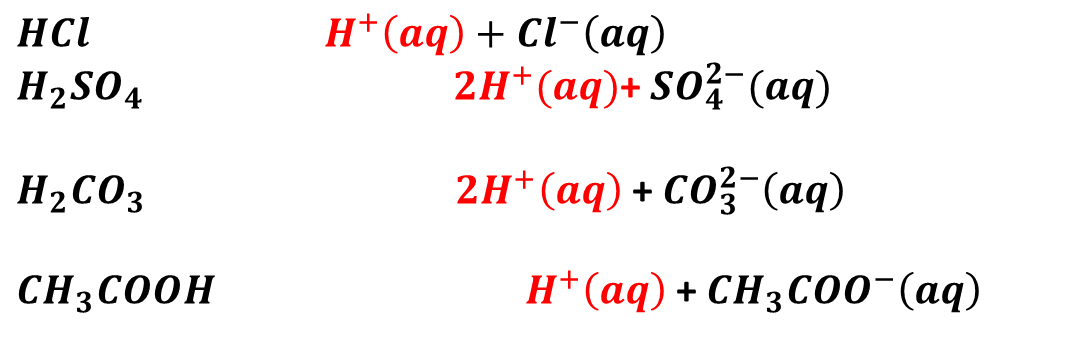 HCl H⁺(aq) + Cl⁻(aq)
H₂SO₄ 2H⁺(aq)+ SO₄²⁻(aq)
H₂CO₃ 2H⁺(aq) + CO₃²⁻(aq)
CH₃COOH H⁺(aq) + CH₃COO⁻(aq)